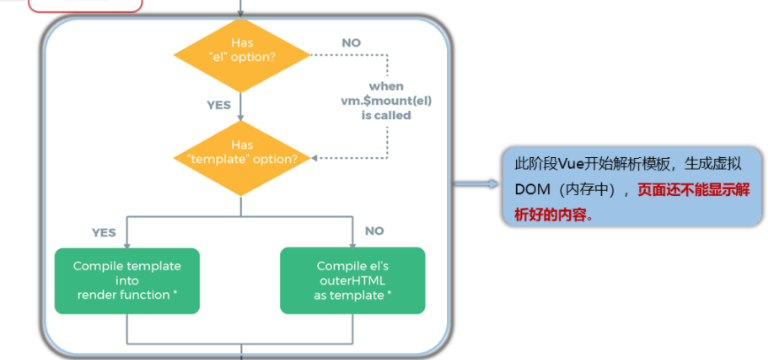 Has
"el" option?
NO
when
vm.$mount(el)
is called
YES
Has
"template" option?
YES
NO
Compile template
into
render function *
Compile el's
outerHTML
as template *
此阶段Vue开始解析模板，生成虚拟
DOM（内存中），页面还不能显示解
析好的内容。